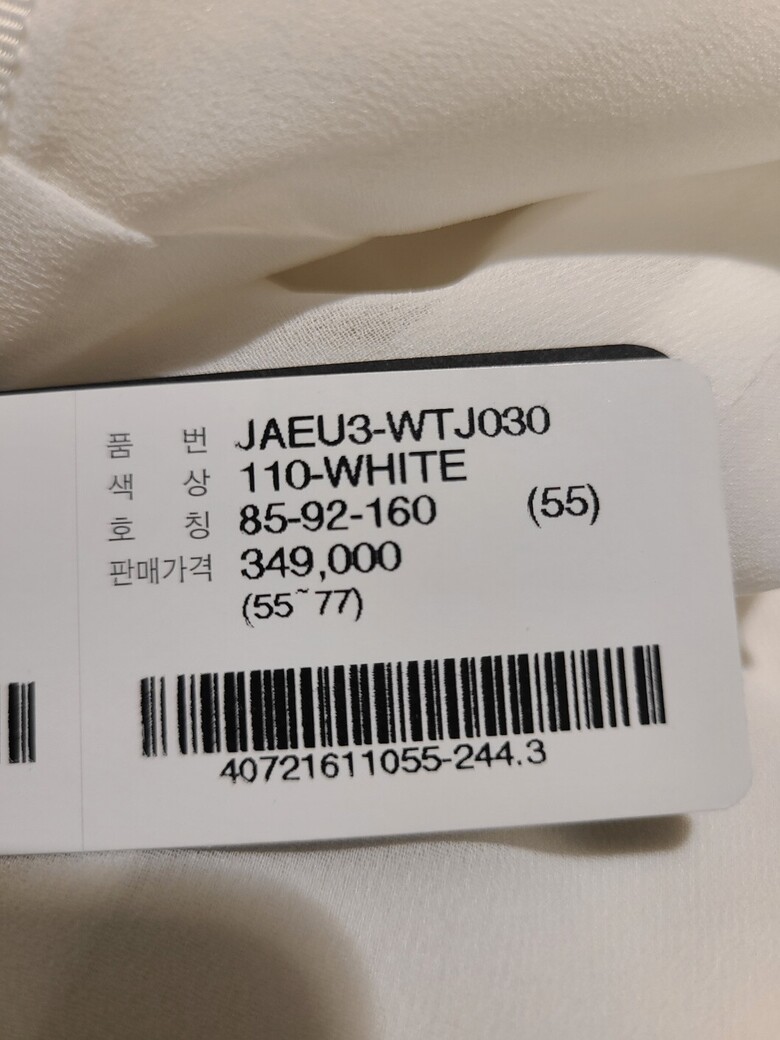 품 번 JAEU3-WTJ030
색 상 110-WHITE
호 칭 85-92-160 (55)
판매가격 349,000
(55~77)
40721611055-244.3